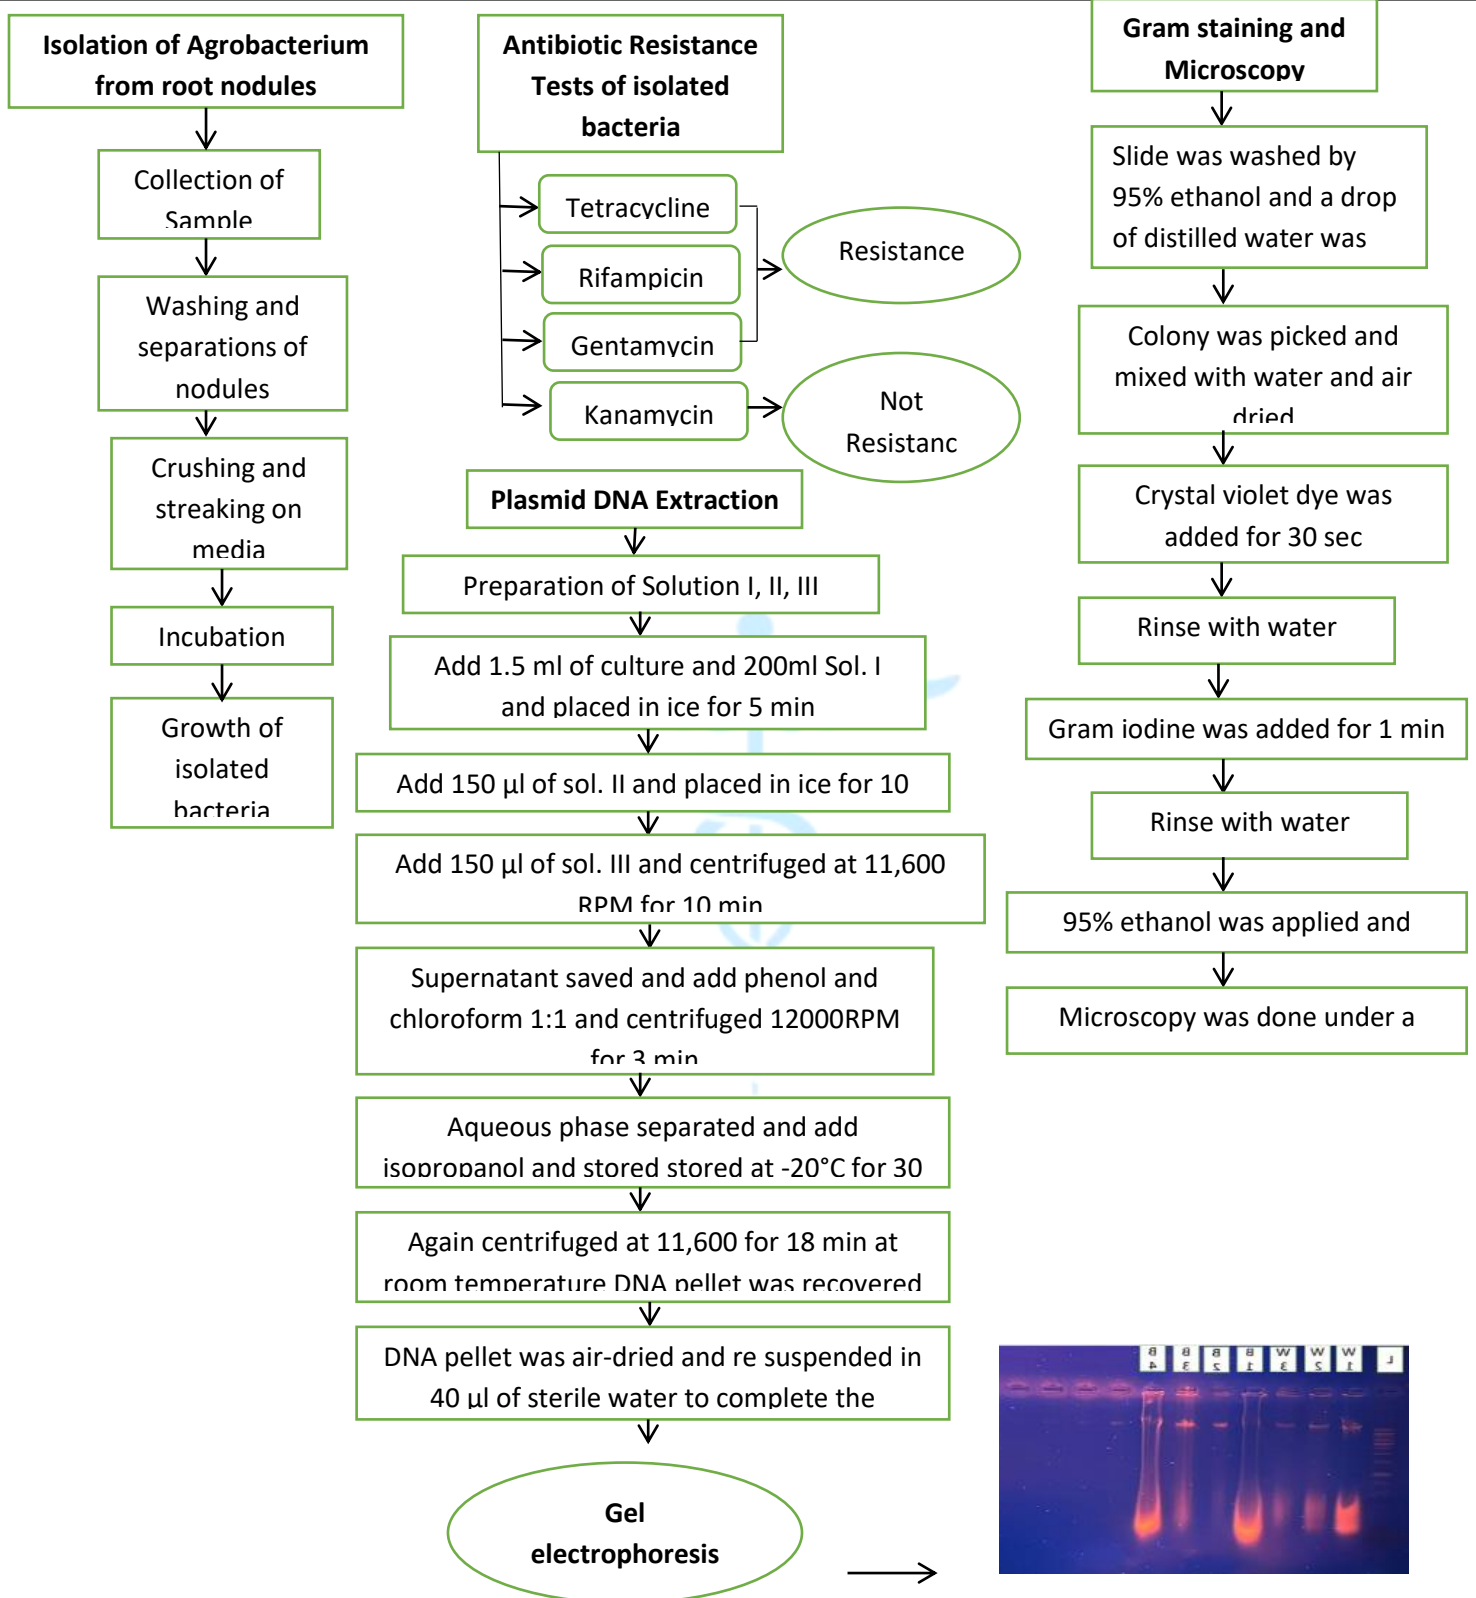 Isolation of Agrobacterium
from root nodules
Collection of
Sample
Washing and
separations of
nodules
Crushing and
streaking on
media
Incubation
Growth of
isolated
bacteria
Antibiotic Resistance
Tests of isolated
bacteria
Tetracycline
Rifampicin
Gentamycin
Kanamycin
Resistance
Not
Resistanc
Plasmid DNA Extraction
Preparation of Solution I, II, III
Add 1.5 ml of culture and 200ml Sol. I
and placed in ice for 5 min
Add 150 µl of sol. II and placed in ice for 10
Add 150 µl of sol. III and centrifuged at 11,600
RPM for 10 min
Supernatant saved and add phenol and
chloroform 1:1 and centrifuged 12000RPM
for 3 min
Aqueous phase separated and add
isopropanol and stored stored at -20°C for 30
Again centrifuged at 11,600 for 18 min at
room temperature DNA pellet was recovered
DNA pellet was air-dried and re suspended in
40 µl of sterile water to complete the
Gel
electrophoresis
Gram staining and
Microscopy
Slide was washed by
95% ethanol and a drop
of distilled water was
Colony was picked and
mixed with water and air
dried
Crystal violet dye was
added for 30 sec
Rinse with water
Gram iodine was added for 1 min
Rinse with water
95% ethanol was applied and
Microscopy was done under a
B B B B W W W L
4 3 2 1 3 2 1